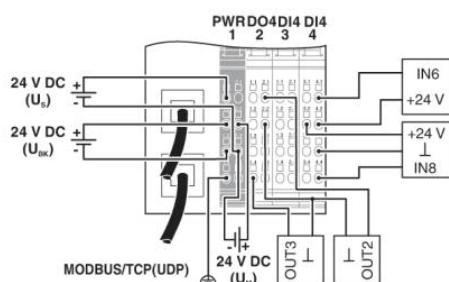 PWR DO4 DI4 DI4
1 2 3 4
24 V DC
(US)
+
-
24 V DC
(UBK)
+
-
IN6
+24 V
+24 V
⊥
IN8
- +
24 V DC
MODBUS/TCP(UDP)
OUT3
⊥
⊥
OUT2